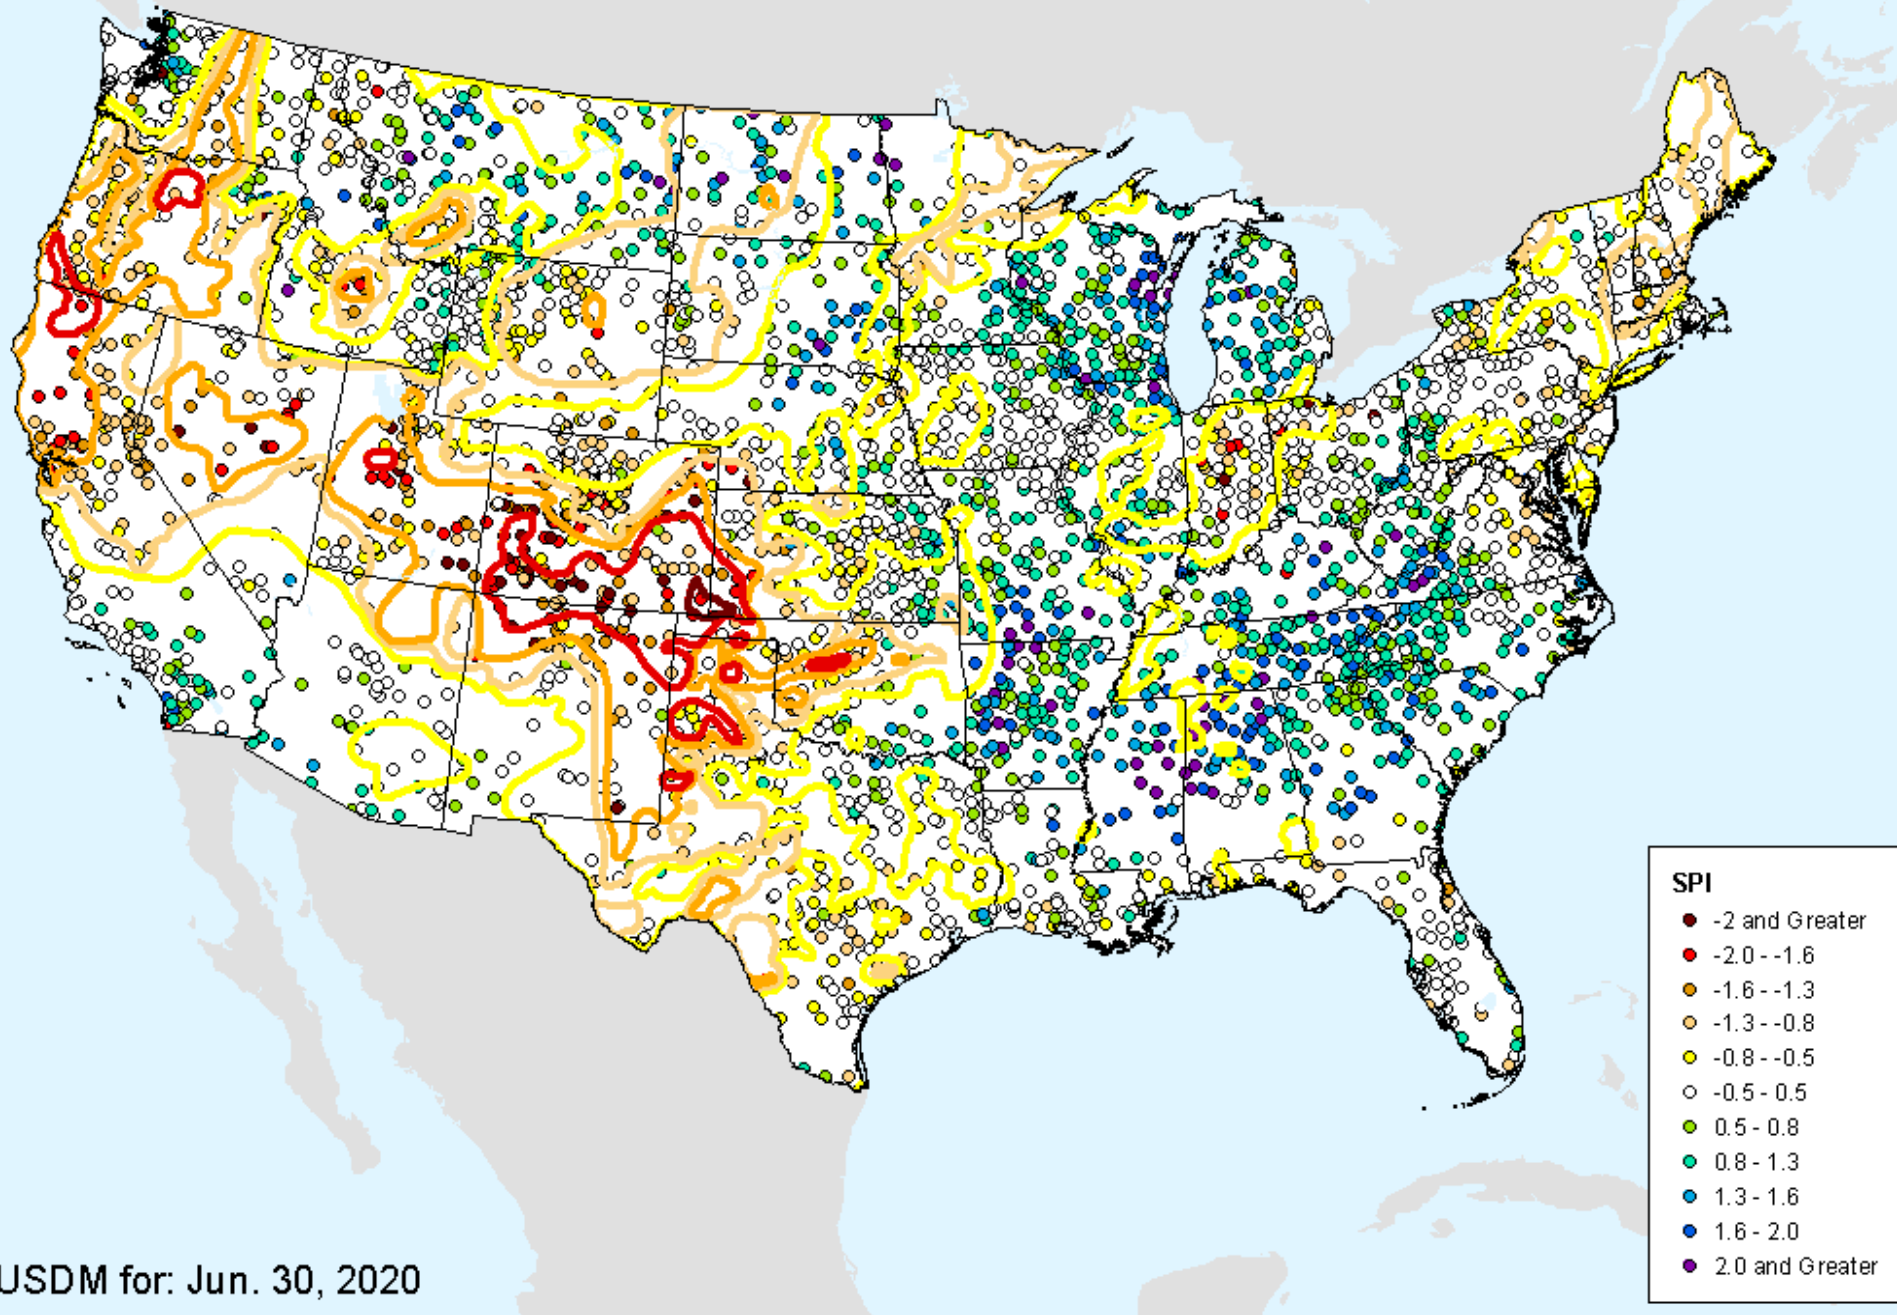 SPI
-2 and Greater
-2.0 - -1.6
-1.6 - -1.3
-1.3 - -0.8
-0.8 - -0.5
-0.5 - 0.5
0.5 - 0.8
0.8 - 1.3
1.3 - 1.6
1.6 - 2.0
2.0 and Greater
USDM for: Jun. 30, 2020